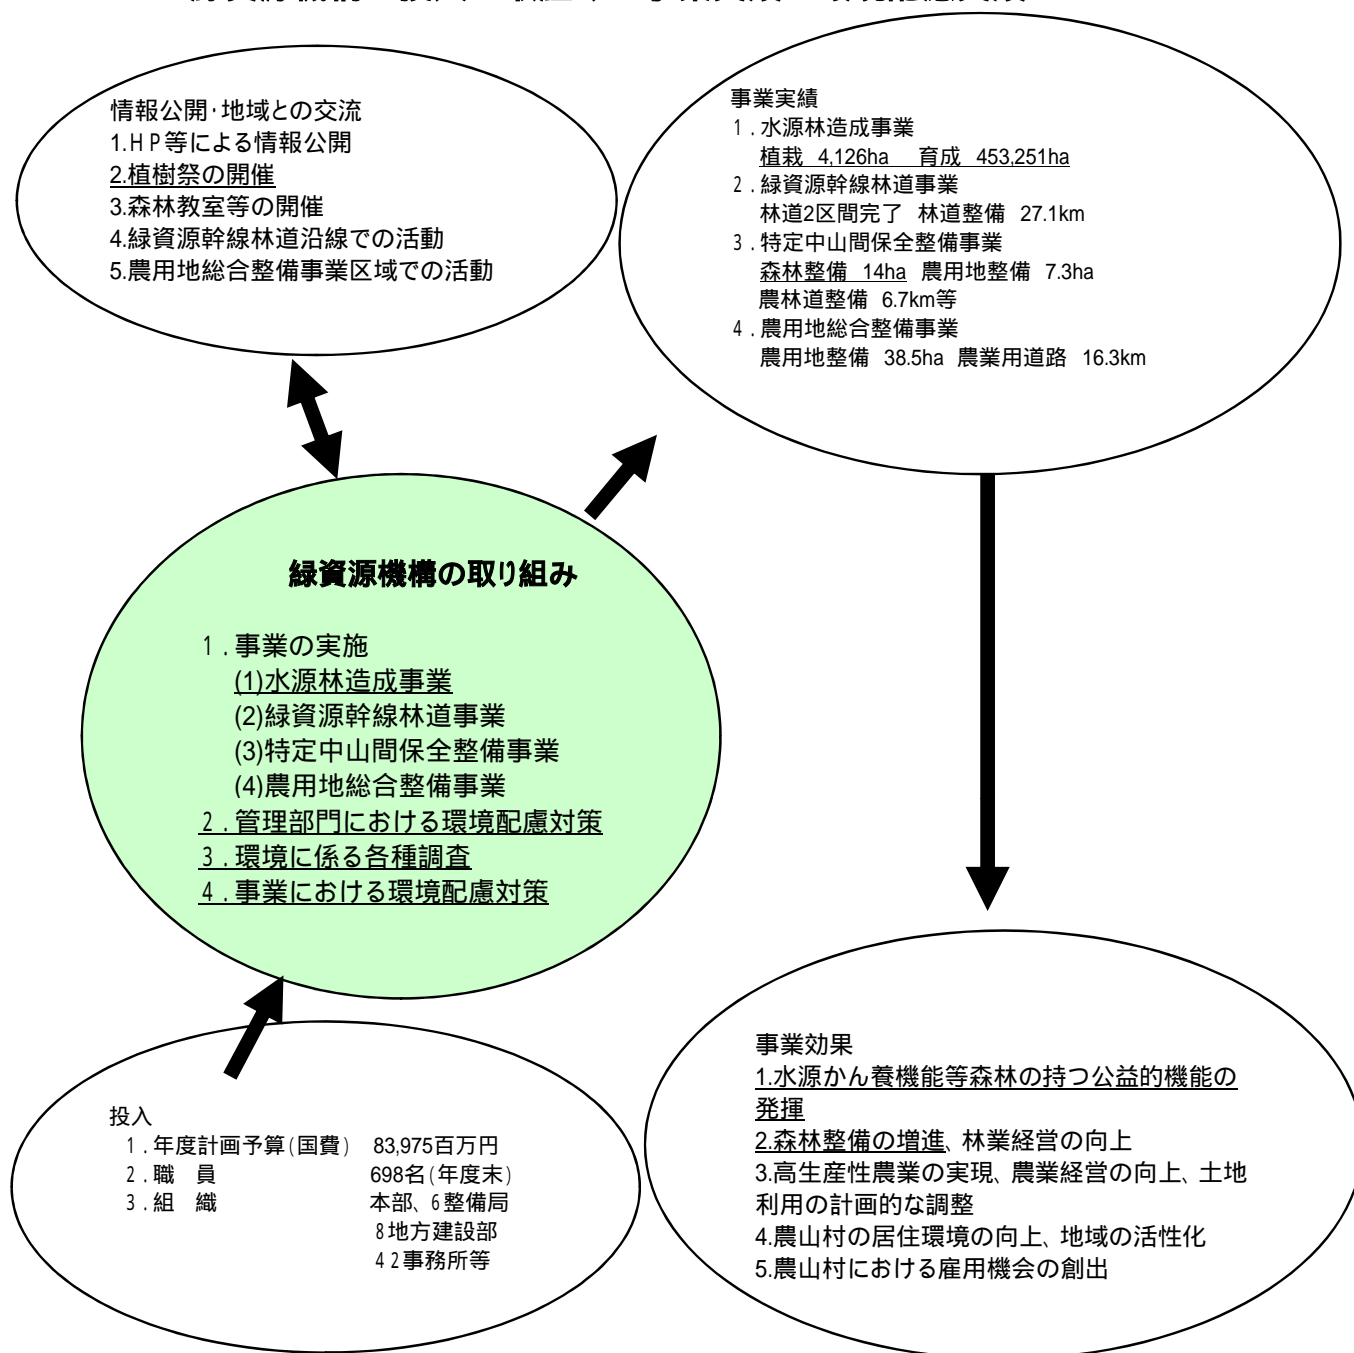 情報公開・地域との交流
1.HP等による情報公開
2.植樹祭の開催
3.森林教室等の開催
4.緑資源幹線林道沿線での活動
5.農用地総合整備事業区域での活動
事業実績
1.水源林造成事業
植栽 4,126ha 育成 453,251ha
2.緑資源幹線林道事業
林道2区間完了 林道整備 27.1km
3.特定中山間保全整備事業
森林整備 14ha 農用地整備 7.3ha
農林道整備 6.7km等
4.農用地総合整備事業
農用地整備 38.5ha 農業用道路 16.3km
緑資源機構の取り組み
1.事業の実施
(1)水源林造成事業
(2)緑資源幹線林道事業
(3)特定中山間保全整備事業
(4)農用地総合整備事業
2.管理部門における環境配慮対策
3.環境に係る各種調査
4.事業における環境配慮対策
投入
1.年度計画予算(国費) 83,975百万円
2.職 員 698名(年度末)
3.組 織 本部、6整備局
8地方建設部
42事務所等
事業効果
1.水源かん養機能等森林の持つ公益的機能の
発揮
2.森林整備の増進、林業経営の向上
3.高生産性農業の実現、農業経営の向上、土地
利用の計画的な調整
4.農山村の居住環境の向上、地域の活性化
5.農山村における雇用機会の創出